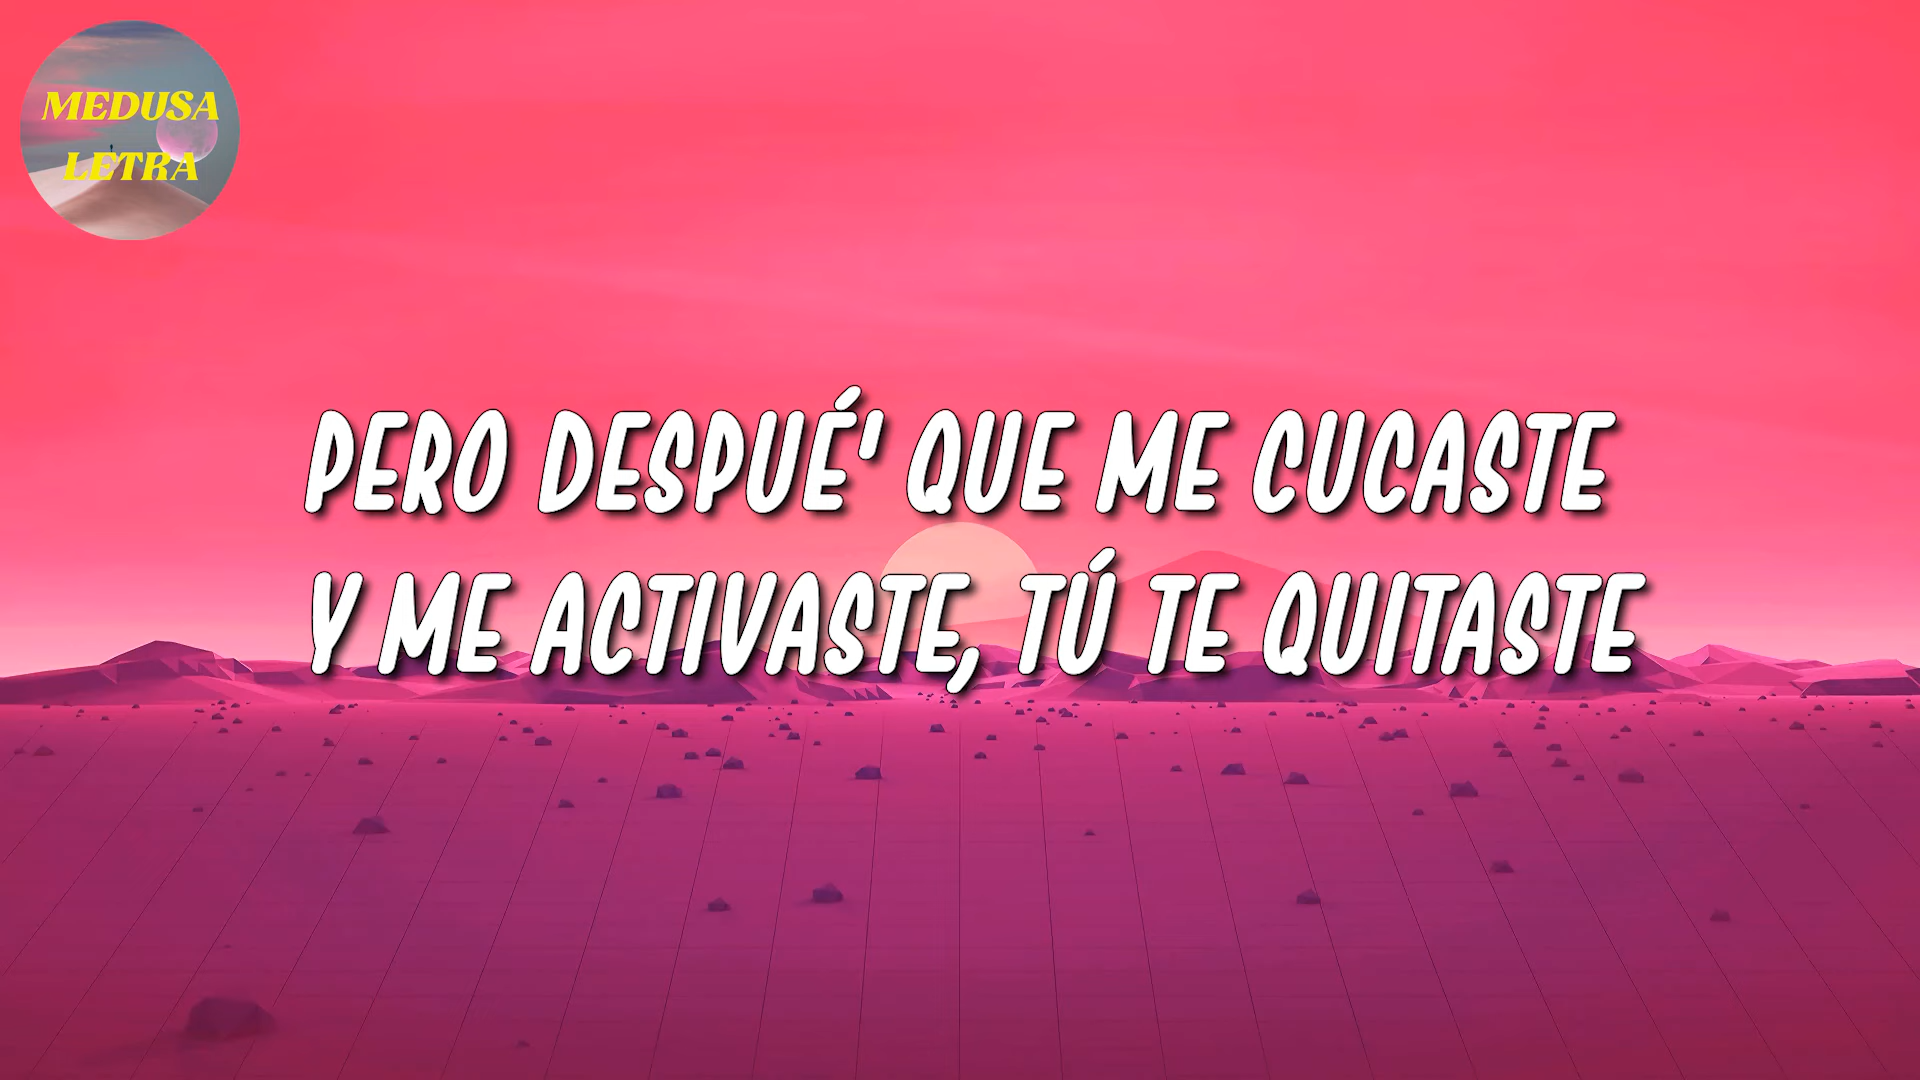 MEDUSA
LETRA
PERO DESPUÉ' QUE ME CUCASTE
Y ME ACTIVASTE, TÚ TE QUITASTE